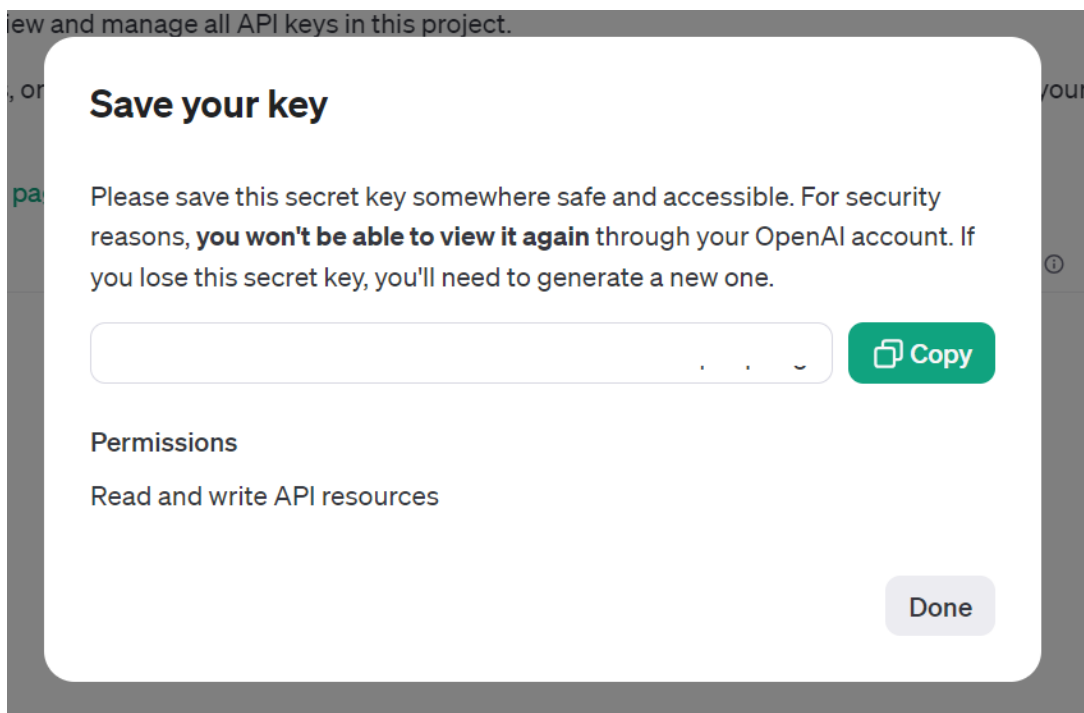 iew and manage all API keys in this project.
, or
your
Save your key
Please save this secret key somewhere safe and accessible. For security
pa
reasons, you won't be able to view it again through your OpenAI account. If
you lose this secret key, you'll need to generate a new one.
Copy
Permissions
Read and write API resources
Done